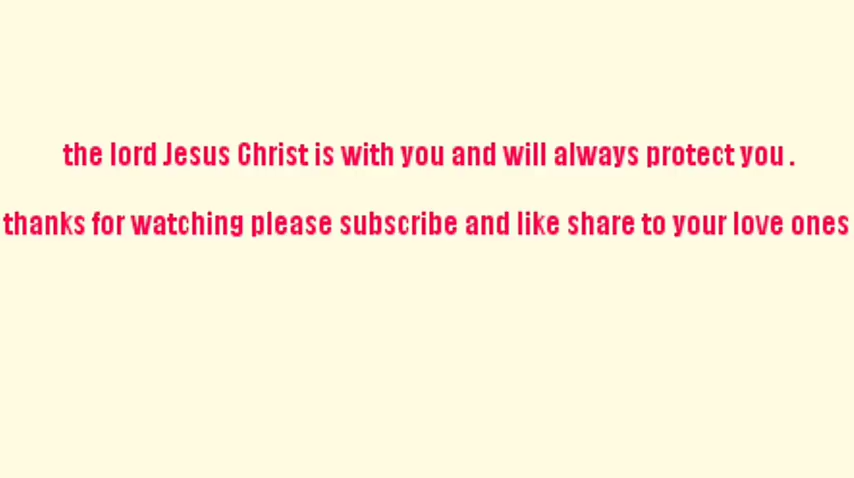 the lord Jesus Christ is with you and will always protect you .
thanks for watching please subscribe and like share to your love ones